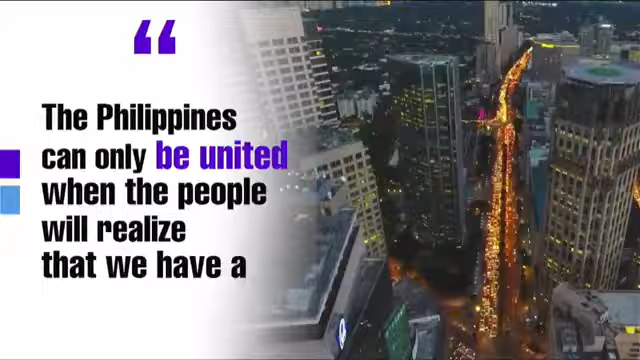 “
The Philippines
can only be united
when the people
will realize
that we have a